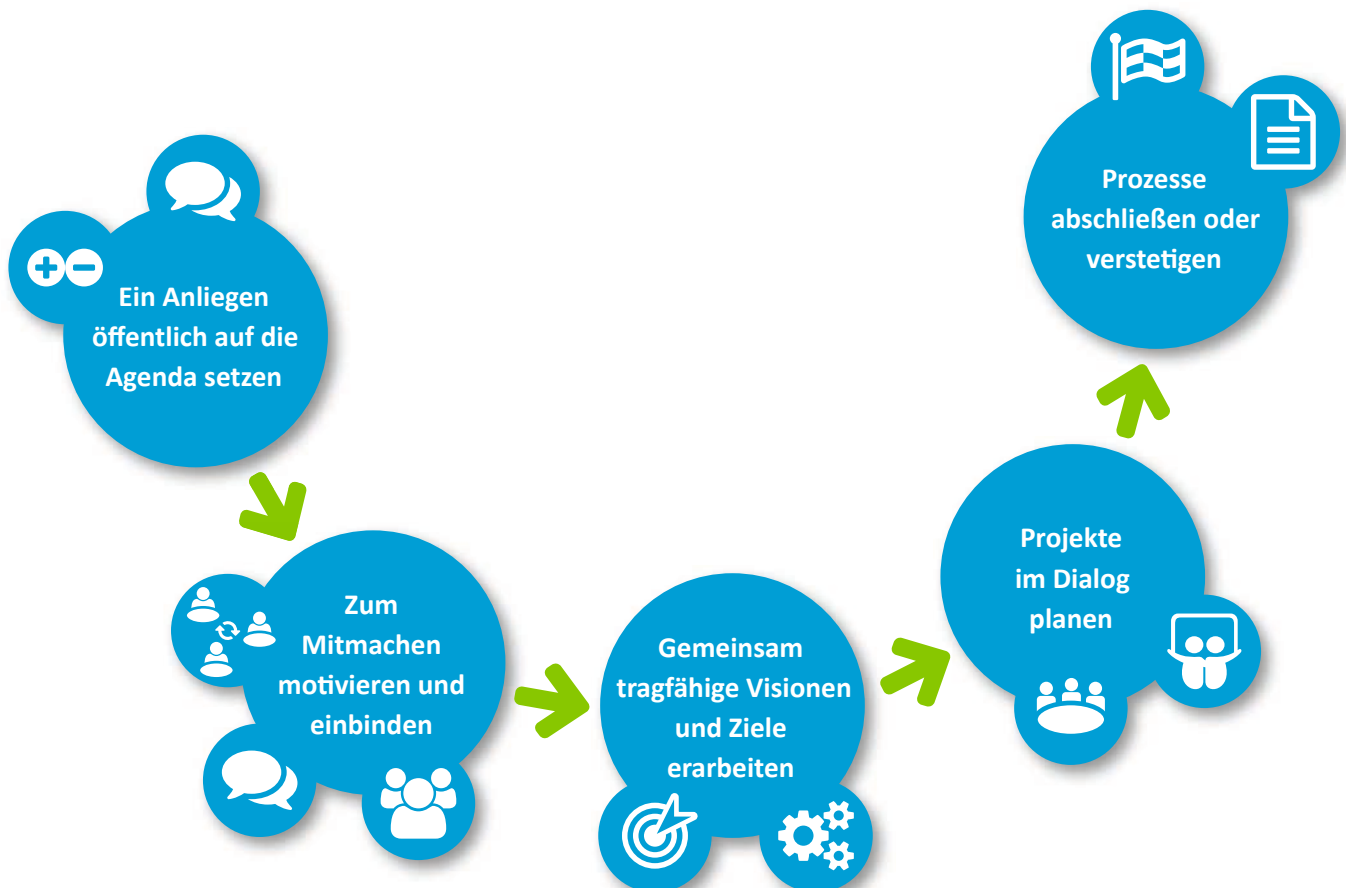 Ein Anliegen
öffentlich auf die
Agenda setzen
Zum
Mitmachen
motivieren und
einbinden
Gemeinsam
tragfähige Visionen
und Ziele
erarbeiten
Projekte
im Dialog
planen
Prozesse
abschließen oder
verstetigen